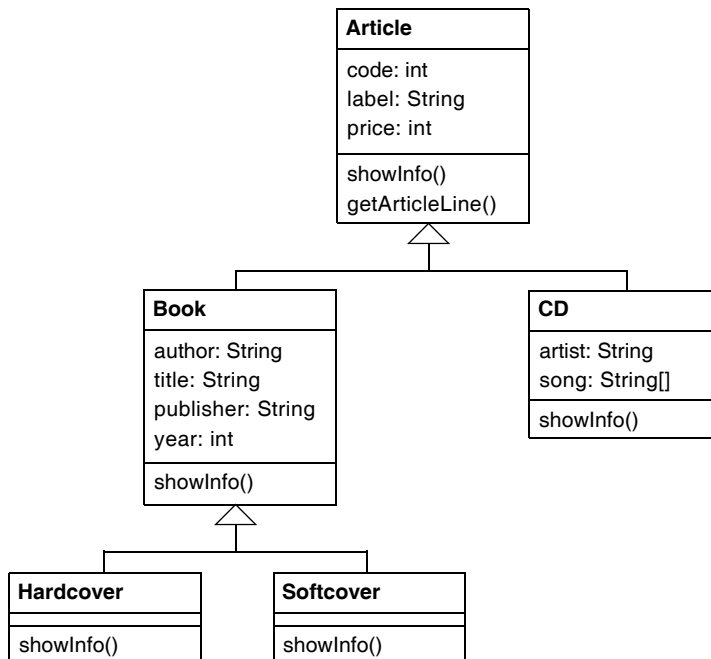 Article
code: int
label: String
price: int
showInfo()
getArticleLine()
Book
author: String
title: String
publisher: String
year: int
showInfo()
CD
artist: String
song: String[]
showInfo()
Hardcover
showInfo()
Softcover
showInfo()